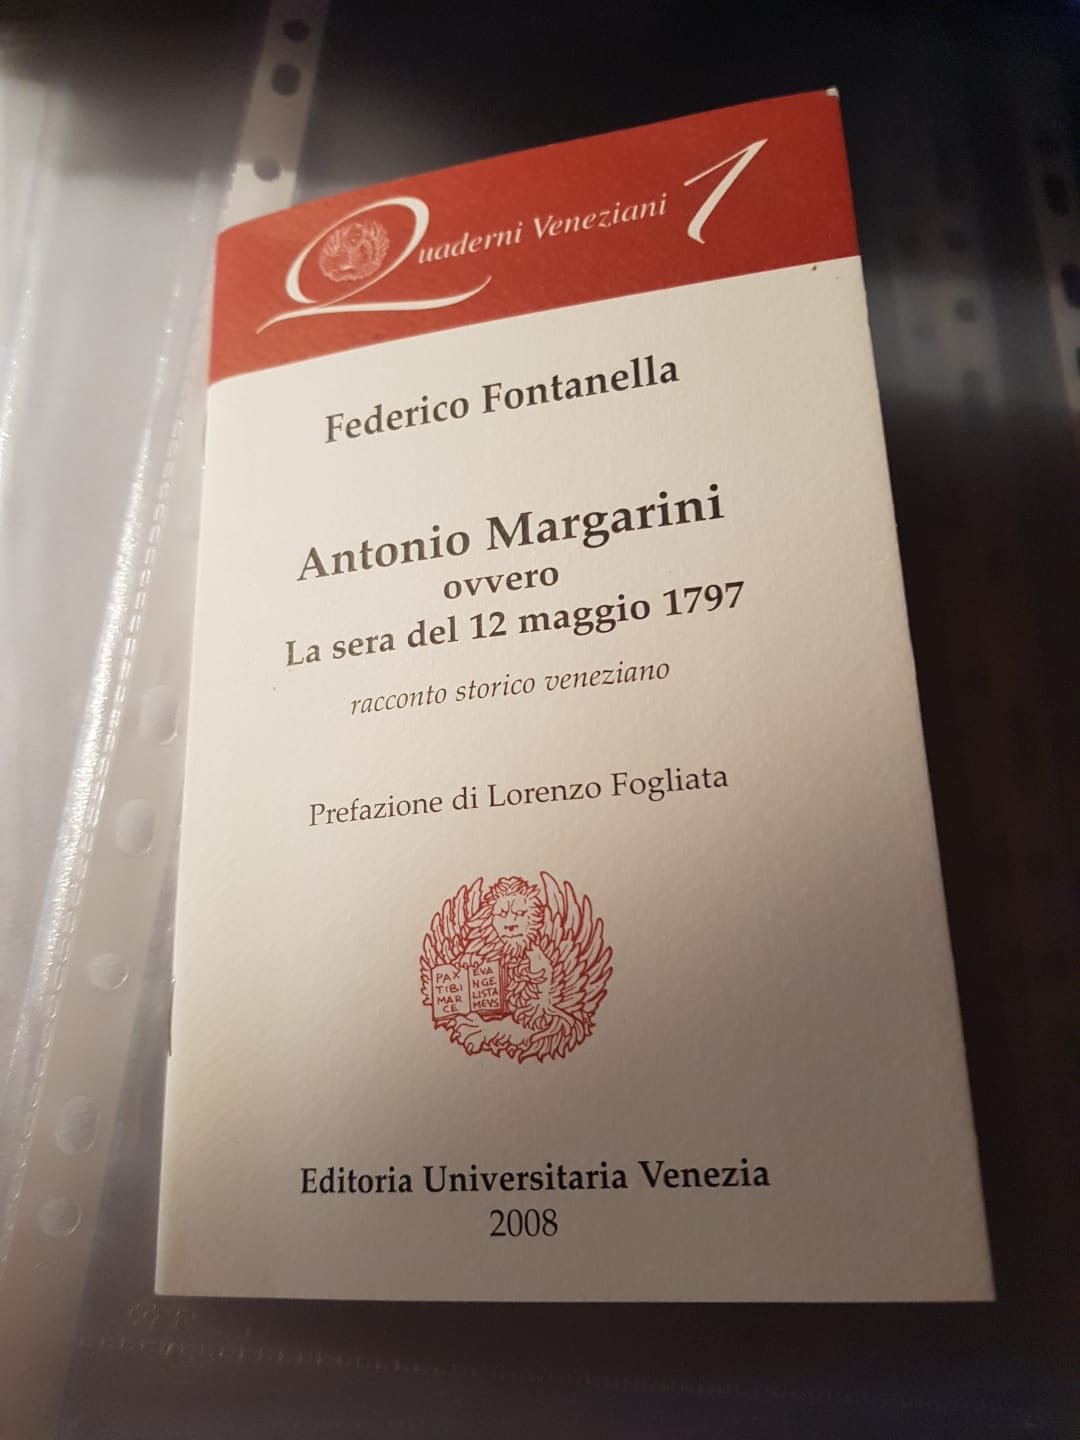 Quaderni Veneziani 1
Federico Fontanella
Antonio Margarini
ovvero
La sera del 12 maggio 1797
racconto storico veneziano
Prefazione di Lorenzo Fogliata
PAX
TIBI
MAR
CE
EVA
NGE
LISTA
MEVS
Editoria Universitaria Venezia
2008